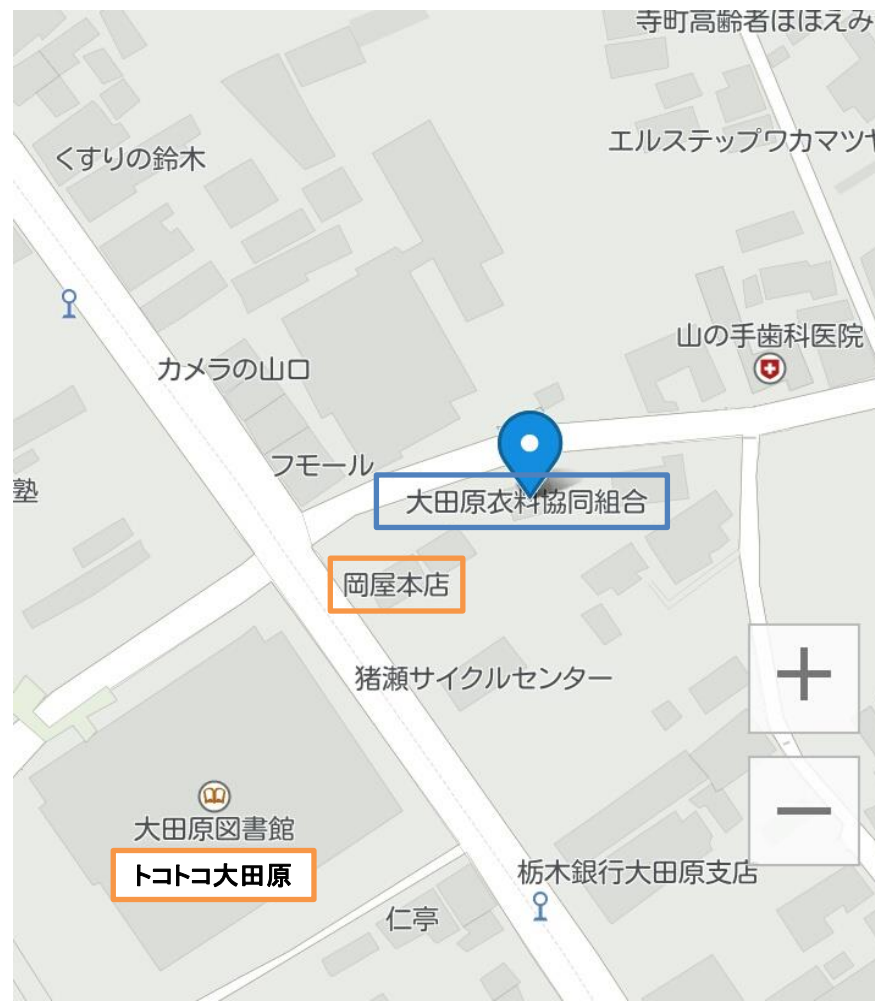 寺町高齢者ほほえみ
エルステップワカマツヤ
くすりの鈴木
山の手歯科医院
カメラの山口
フモール
塾
大田原衣料協同組合
岡屋本店
猪瀬サイクルセンター
大田原図書館
トコトコ大田原
栃木銀行大田原支店
仁亭